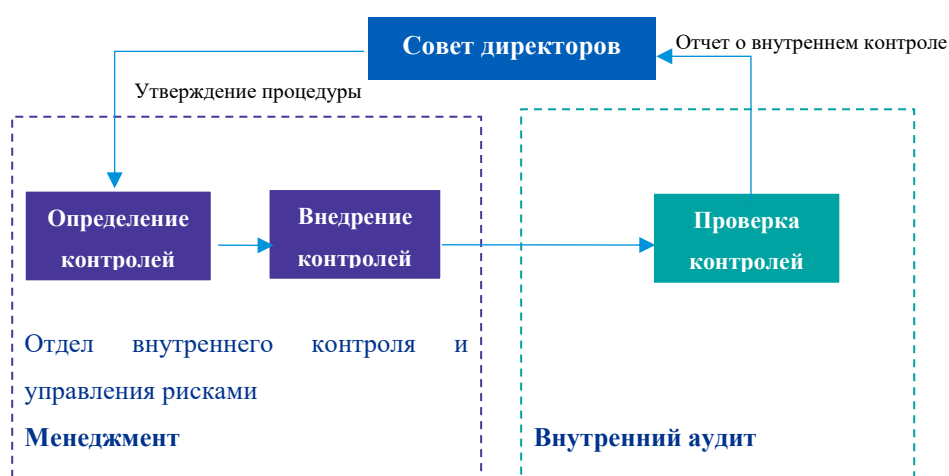 Совет директоров
Отчет о внутреннем контроле
Утверждение процедуры
Определение
контролей
Внедрение
контролей
Проверка
контролей
Отдел внутреннего контроля и
управления рисками
Менеджмент
Внутренний аудит